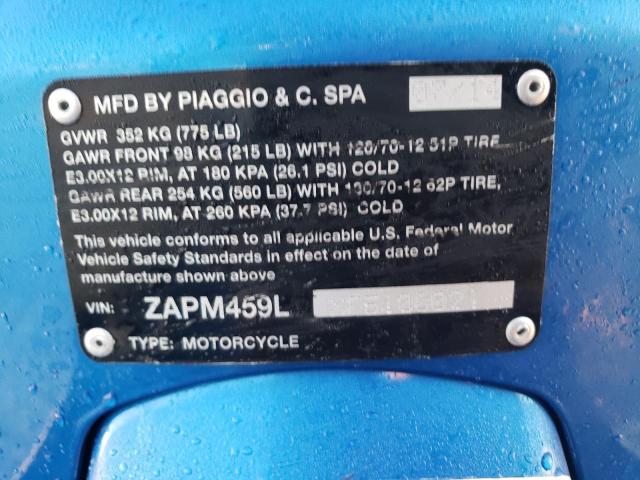 MFD BY PIAGGIO & C. SPA 07/14
GVWR 352 KG (775 LB)
GAWR FRONT 98 KG (215 LB) WITH 120/70-12 51P TIRE
E3.00X12 RIM, AT 180 KPA (26.1 PSI) COLD
GAWR REAR 254 KG (560 LB) WITH 130/70-12 62P TIRE,
E3.00X12 RIM, AT 260 KPA (37.7 PSI) COLD
This vehicle conforms to all applicable U.S. Federal Motor
Vehicle Safety Standards in effect on the date of
manufacture shown above
VIN: ZAPM459L
TYPE: MOTORCYCLE